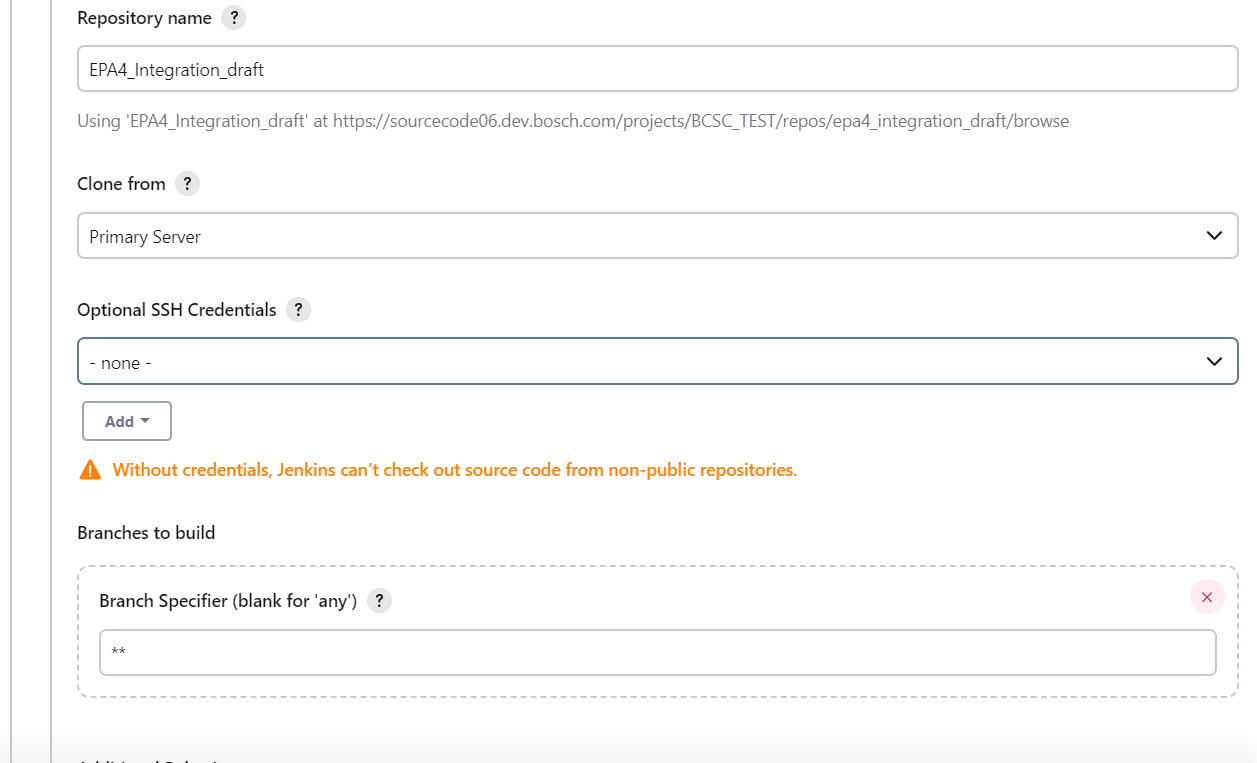 Repository name ?
EPA4_Integration_draft
Using 'EPA4_Integration_draft' at https://sourcecode06.dev.bosch.com/projects/BCSC_TEST/repos/epa4_integration_draft/browse
Clone from ?
Primary Server
Optional SSH Credentials ?
- none -
Add
Without credentials, Jenkins can’t check out source code from non-public repositories.
Branches to build
Branch Specifier (blank for 'any') ?
**